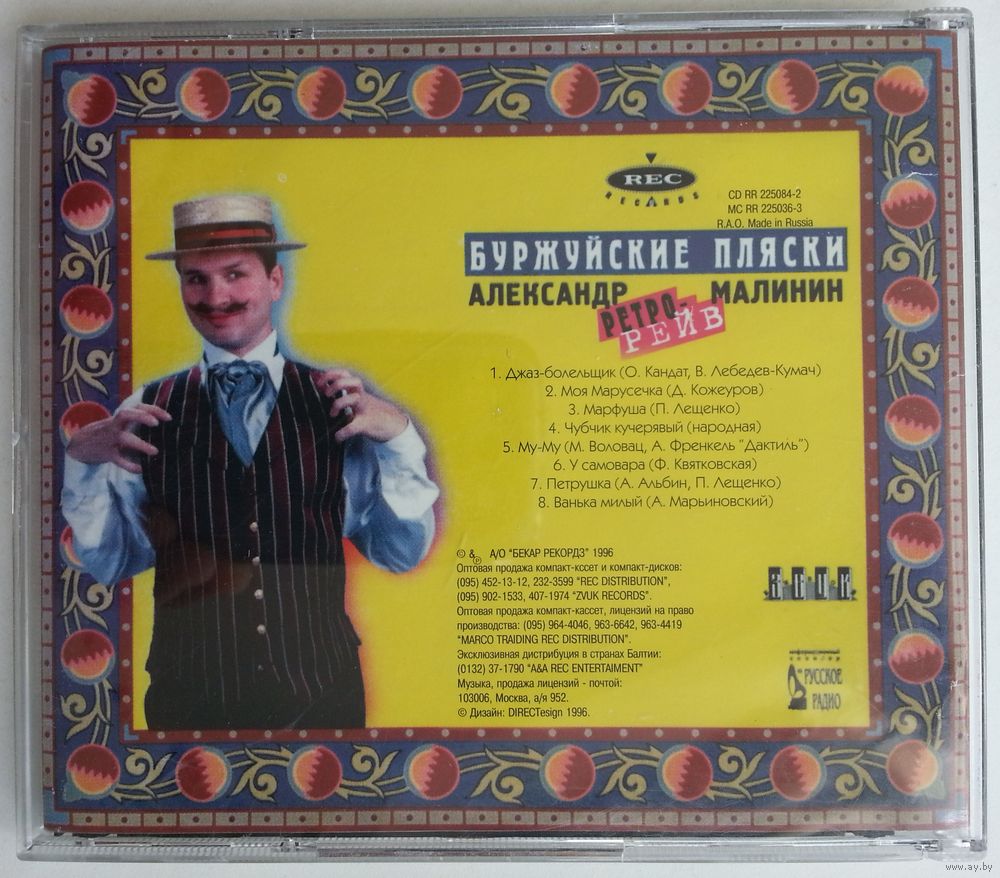 REC
RECORDS
CD RR 225084-2
MC RR 225036-3
R.A.O. Made in Russia
БУРЖУЙСКИЕ ПЛЯСКИ
АЛЕКСАНДР МАЛИНИН
РЕТРО-
РЕЙВ
1. Джаз-болельщик (О. Кандат, В. Лебедев-Кумач)
2. Моя Марусечка (Д. Кожеуров)
3. Марфуша (П. Лещенко)
4. Чубчик кучерявый (народная)
5. Му-Му (М. Воловац, А. Френкель "Дактиль")
6. У самовара (Ф. Квятковская)
7. Петрушка (А. Альбин, П. Лещенко)
8. Ванька милый (А. Марьиновский)
© & ℗ А/О "БЕКАР РЕКОРДЗ" 1996
Оптовая продажа компакт-кссет и компакт-дисков:
(095) 452-13-12, 232-3599 "REC DISTRIBUTION",
(095) 902-1533, 407-1974 "ZVUK RECORDS".
Оптовая продажа компакт-кассет, лицензий на право
производства: (095) 964-4046, 963-6642, 963-4419
"MARCO TRAIDING REC DISTRIBUTION".
Эксклюзивная дистрибуция в странах Балтии:
(0132) 37-1790 "A&A REC ENTERTAIMENT"
Музыка, продажа лицензий - почтой:
103006, Москва, а/я 952.
© Дизайн: DIRECTesign 1996.
ЗВУК
информационный
спонсор
РУССКОЕ
РАДИО
www.ay.by